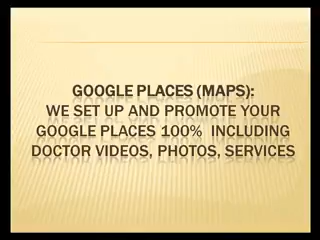 GOOGLE PLACES (MAPS):
WE SET UP AND PROMOTE YOUR
GOOGLE PLACES 100% INCLUDING
DOCTOR VIDEOS, PHOTOS, SERVICES